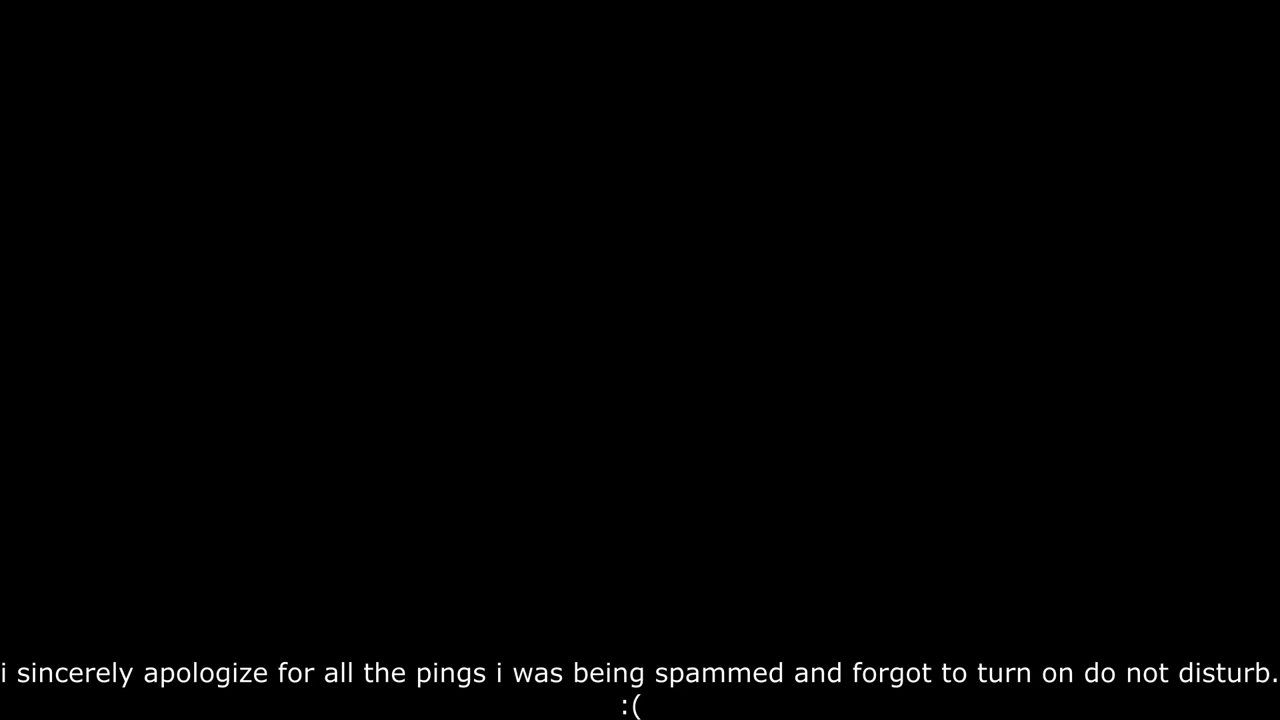 i sincerely apologize for all the pings i was being spammed and forgot to turn on do not disturb.
:(